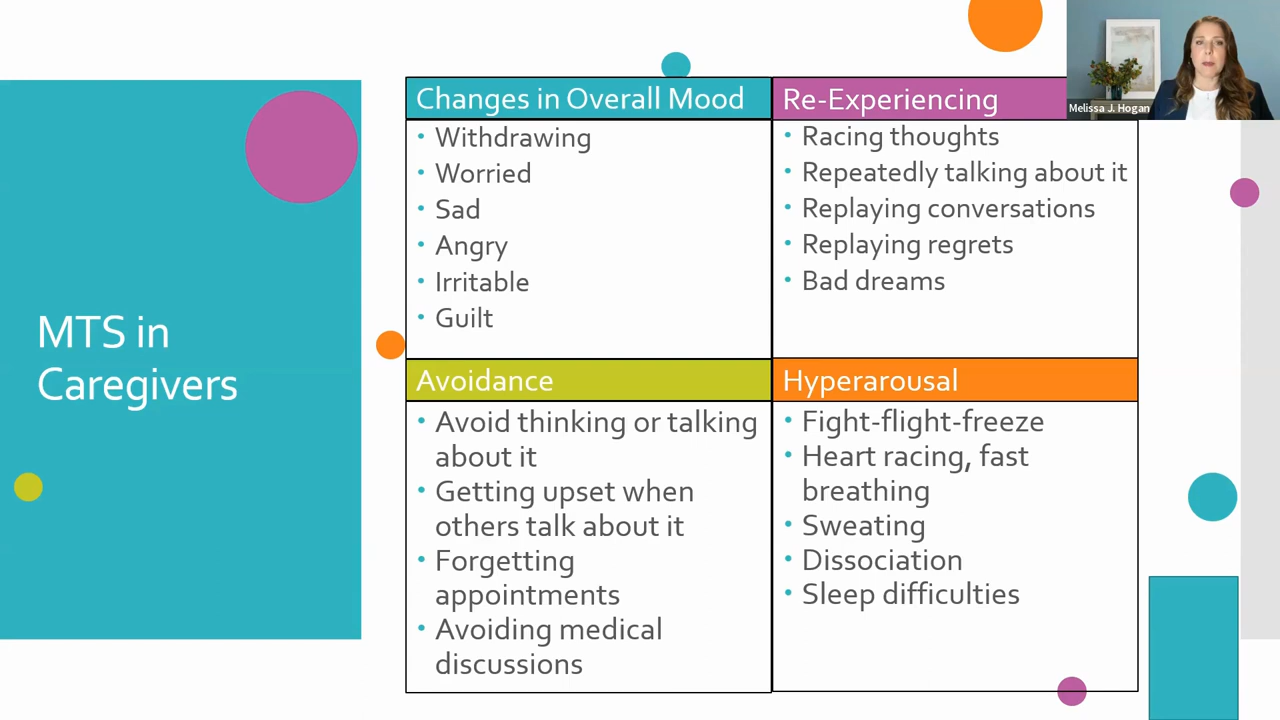 MTS in
Caregivers
Changes in Overall Mood
• Withdrawing
• Worried
• Sad
• Angry
• Irritable
• Guilt
Re-Experiencing
• Racing thoughts
• Repeatedly talking about it
• Replaying conversations
• Replaying regrets
• Bad dreams
Avoidance
• Avoid thinking or talking
about it
• Getting upset when
others talk about it
• Forgetting
appointments
• Avoiding medical
discussions
Hyperarousal
• Fight-flight-freeze
• Heart racing, fast
breathing
• Sweating
• Dissociation
• Sleep difficulties
Melissa J. Hogan